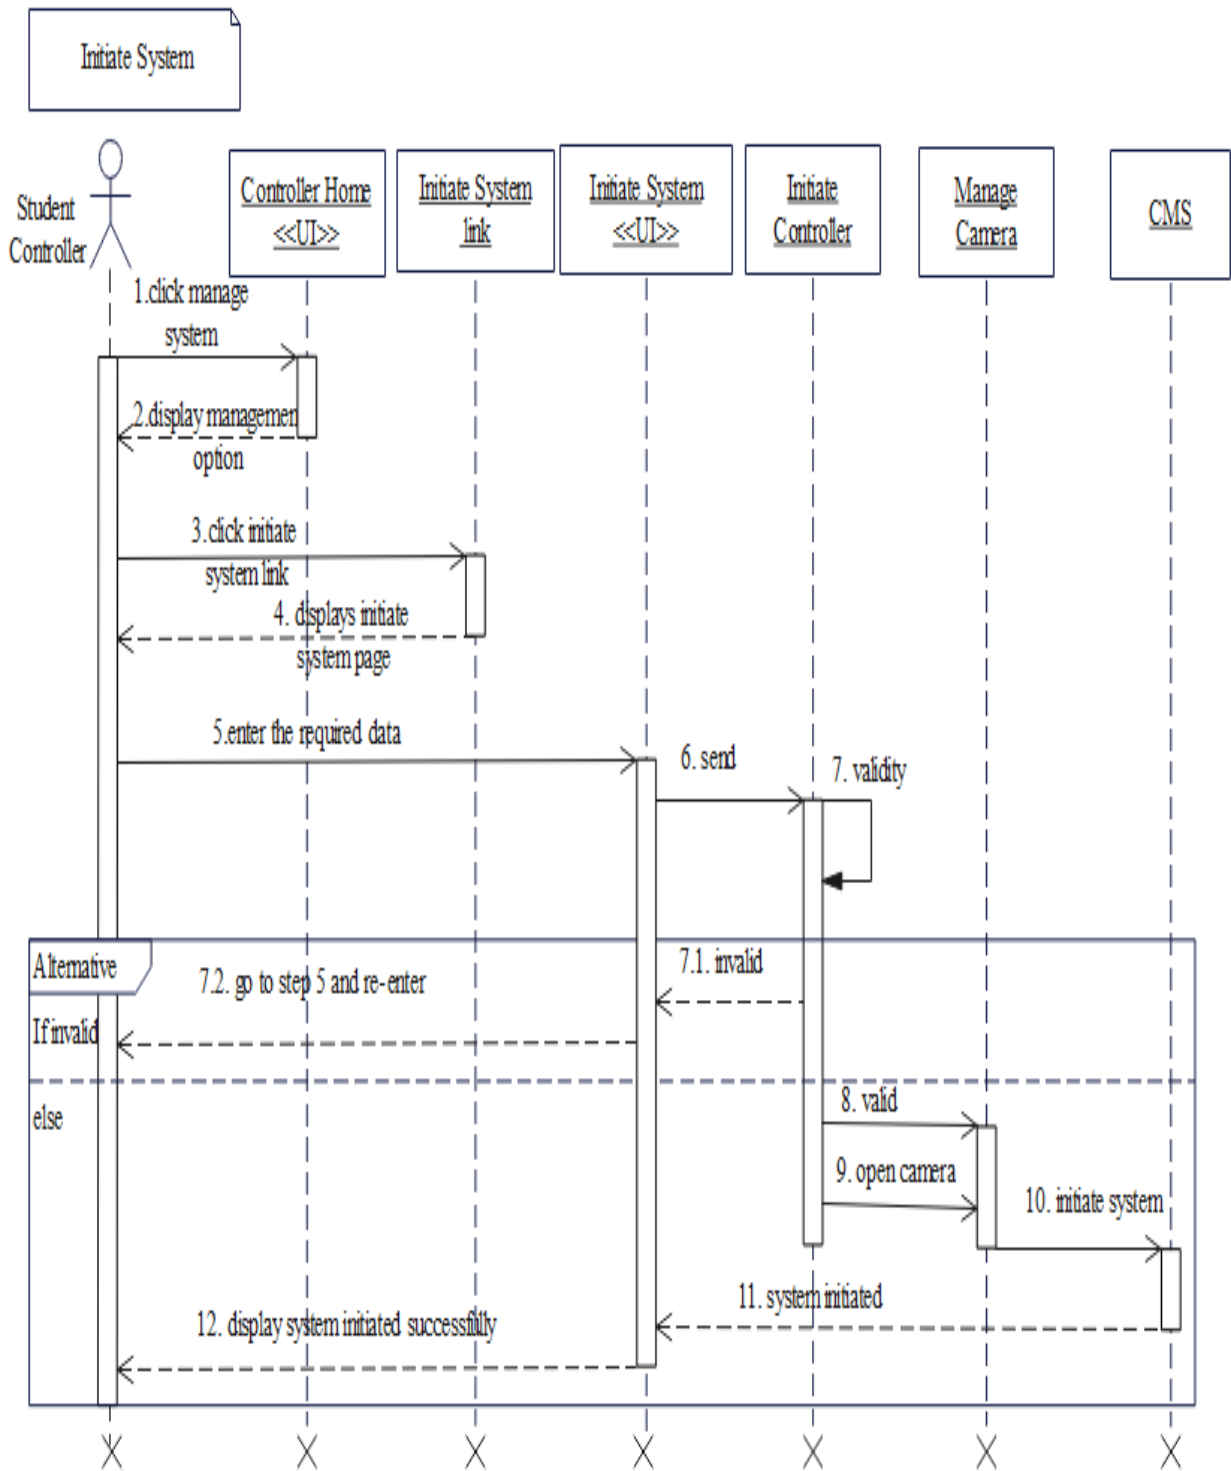 Initiate System
Student
Controller
Controller Home
<<UI>>
Initiate System
link
Initiate System
<<UI>>
Initiate
Controller
Manage
Camera
CMS
1.click manage
system
2.display managemen
option
3.click initiate
system link
4. displays initiate
system page
5.enter the required data
6. send
7. validity
Alternative
7.1. invalid
7.2. go to step 5 and re-enter
If invalid
else
8. valid
9. open camera
10. initiate system
11. system initiated
12. display system initiated successfully